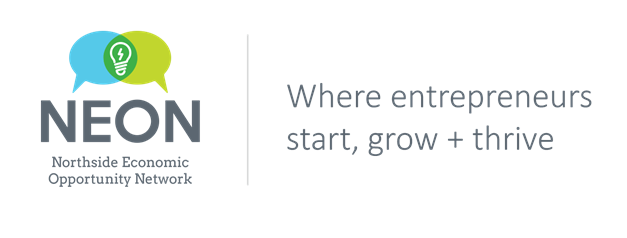 NEON
Northside Economic
Opportunity Network
Where entrepreneurs
start, grow + thrive